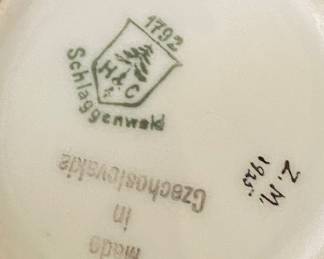 1792
H & C
Schlaggenwald
made
in
Czechoslovakia
Z. M.
1925